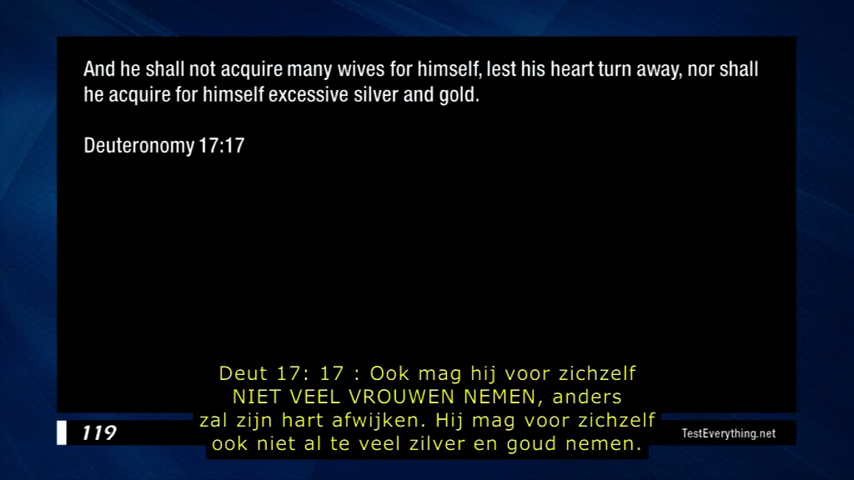 And he shall not acquire many wives for himself, lest his heart turn away, nor shall
he acquire for himself excessive silver and gold.
Deuteronomy 17:17
Deut 17: 17 : Ook mag hij voor zichzelf
NIET VEEL VROUWEN NEMEN, anders
zal zijn hart afwijken. Hij mag voor zichzelf
ook niet al te veel zilver en goud nemen.
119
TestEverything.net